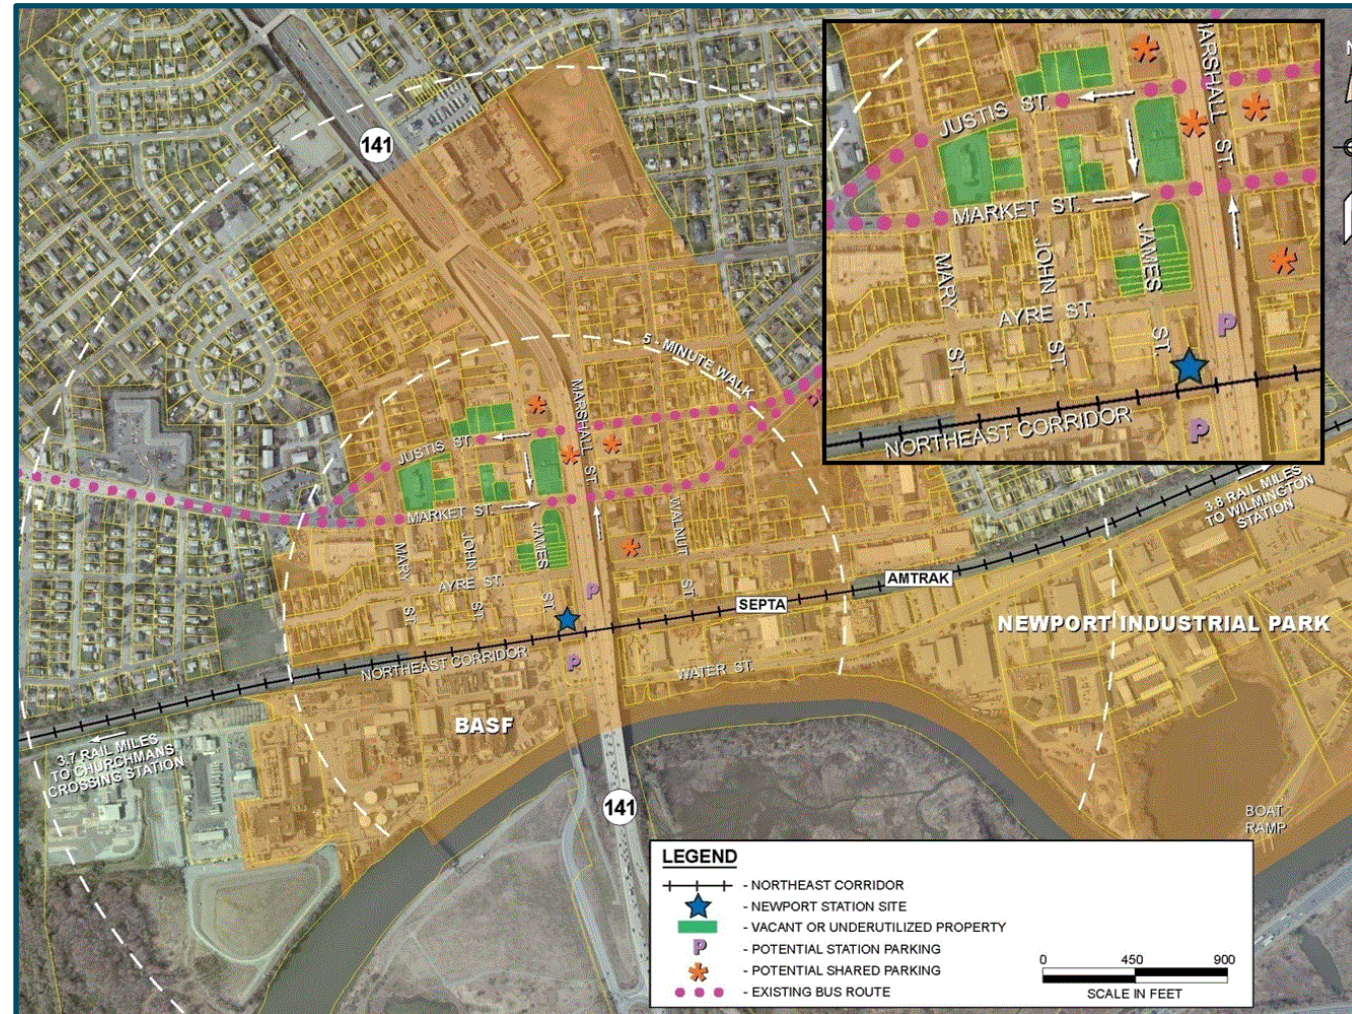 N
141
MARSHALL ST.
JUSTIS ST.
MARKET ST.
JAMES
ST.
JOHN
ST.
MARY
ST.
AYRE ST.
P
NORTHEAST CORRIDOR
P
5 - MINUTE WALK
MARSHALL ST.
JUSTIS ST.
MARKET ST.
JAMES
ST.
JOHN
ST.
MARY
ST.
AYRE ST.
WALNUT
ST.
P
P
3.8 RAIL MILES
TO WILMINGTON
STATION
AMTRAK
SEPTA
NEWPORT INDUSTRIAL PARK
NORTHEAST CORRIDOR
WATER ST.
BASF
3.7 RAIL MILES
TO CHURCHMANS
CROSSING STATION
141
BOAT
RAMP
LEGEND
- NORTHEAST CORRIDOR
- NEWPORT STATION SITE
- VACANT OR UNDERUTILIZED PROPERTY
P - POTENTIAL STATION PARKING
- POTENTIAL SHARED PARKING
- EXISTING BUS ROUTE
0 450 900
SCALE IN FEET